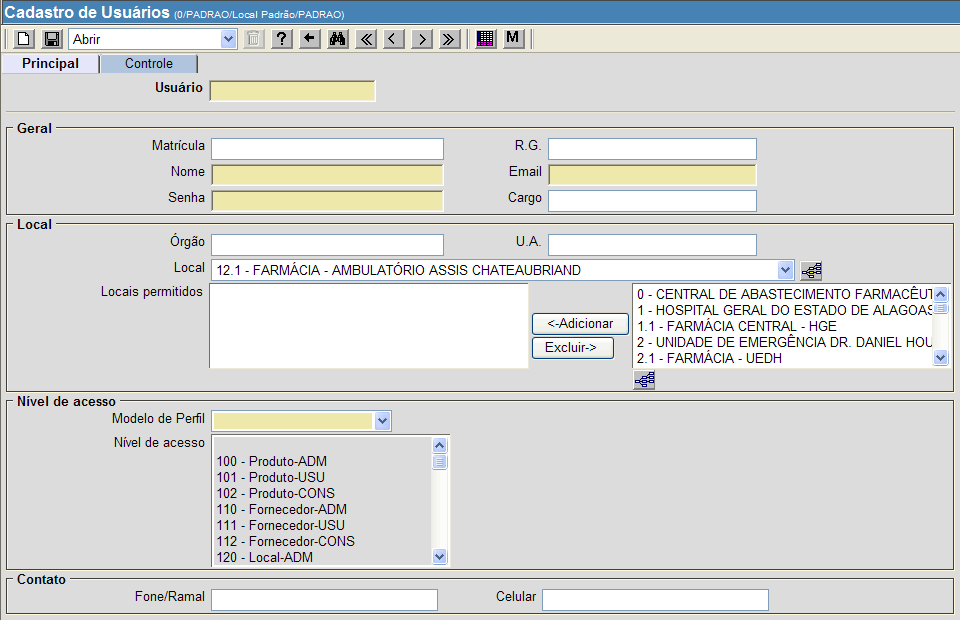 Cadastro de Usuários (0/PADRAO/Local Padrão/PADRAO)
Abrir ? M
Principal Controle
Usuário
Geral
Matrícula R.G.
Nome Email
Senha Cargo
Local
Órgão U.A.
Local 12.1 - FARMÁCIA - AMBULATÓRIO ASSIS CHATEAUBRIAND
Locais permitidos
0 - CENTRAL DE ABASTECIMENTO FARMACÊUT
1 - HOSPITAL GERAL DO ESTADO DE ALAGOAS
1.1 - FARMÁCIA CENTRAL - HGE
2 - UNIDADE DE EMERGÊNCIA DR. DANIEL HOU
2.1 - FARMÁCIA - UEDH
<-Adicionar
Excluir->
Nível de acesso
Modelo de Perfil
Nível de acesso
100 - Produto-ADM
101 - Produto-USU
102 - Produto-CONS
110 - Fornecedor-ADM
111 - Fornecedor-USU
112 - Fornecedor-CONS
120 - Local-ADM
Contato
Fone/Ramal Celular